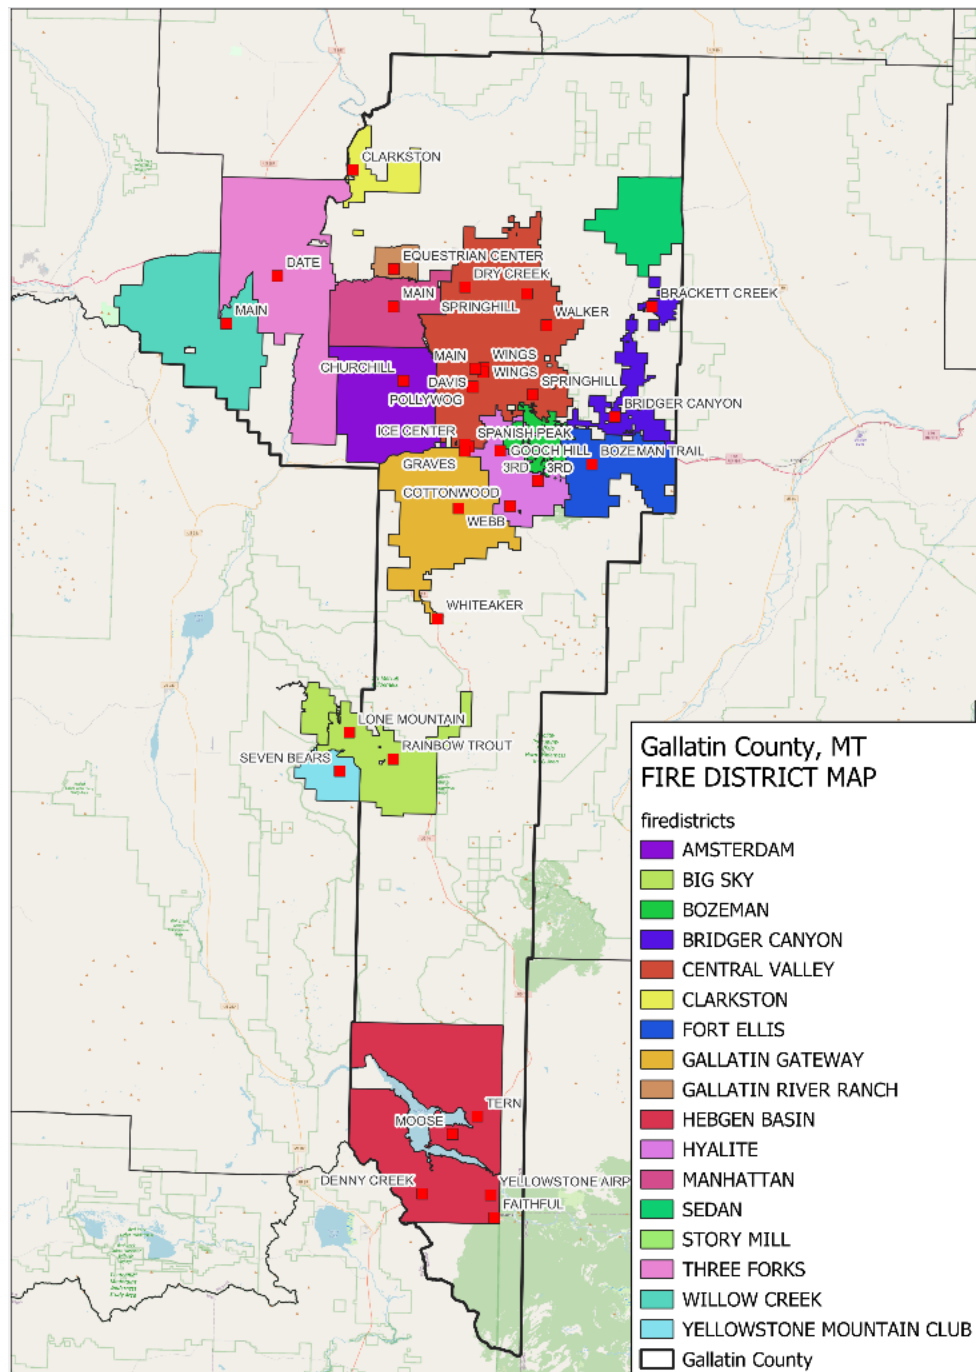 CLARKSTON
EQUESTRIAN CENTER
DATE
DRY CREEK
BRACKETT CREEK
MAIN
SPRINGHILL
MAIN
WALKER
MAIN
WINGS
CHURCHILL
WINGS
DAVIS
SPRINGHILL
POLLYWOG
BRIDGER CANYON
ICE CENTER
SPANISH PEAK
GOOCH HILL
BOZEMAN TRAIL
GRAVES
3RD
3RD
COTTONWOOD
WEBB
WHITEAKER
LONE MOUNTAIN
SEVEN BEARS
RAINBOW TROUT
TERN
MOOSE
DENNY CREEK
YELLOWSTONE AIRP
FAITHFUL
Gallatin County, MT
FIRE DISTRICT MAP
firedistricts
AMSTERDAM
BIG SKY
BOZEMAN
BRIDGER CANYON
CENTRAL VALLEY
CLARKSTON
FORT ELLIS
GALLATIN GATEWAY
GALLATIN RIVER RANCH
HEBGEN BASIN
HYALITE
MANHATTAN
SEDAN
STORY MILL
THREE FORKS
WILLOW CREEK
YELLOWSTONE MOUNTAIN CLUB
Gallatin County